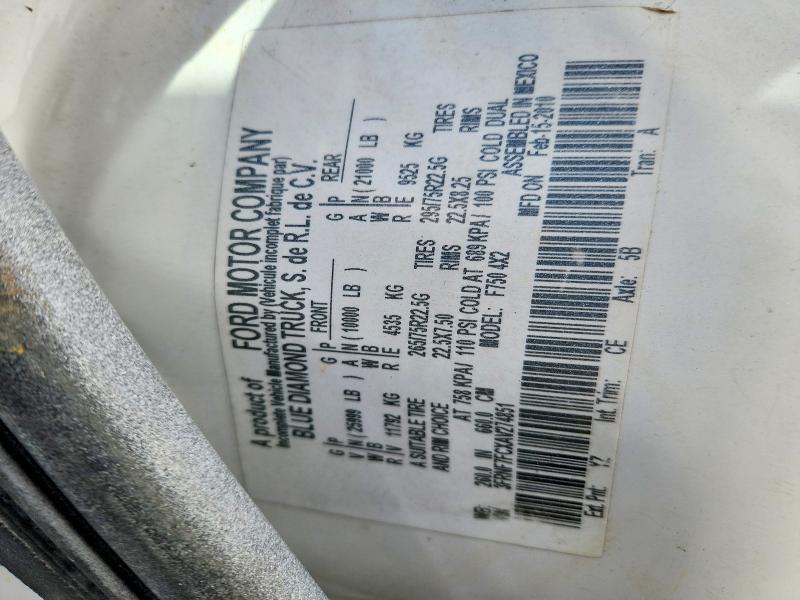 A product of FORD MOTOR COMPANY
Incomplete Vehicle Manufactured by (Vehicule incomplet fabrique par)
BLUE DIAMOND TRUCK, S. de R.L. de C.V.
FRONT REAR
G P G P
V N ( 25999 LB ) A N ( 10000 LB ) A N ( 21000 LB )
W B W B W B
R V 11792 KG R E 4535 KG R E 9525 KG
A SUITABLE TIRE 265/75R22.5G TIRES: 295/75R22.5G TIRES
AND RIM CHOICE 22.5X7.50 RIMS 22.5X8.25 RIMS
AT 758 KPA/ 110 PSI COLD AT 689 KPA/ 100 PSI COLD DUAL
WB: 260.0 IN 660.0 CM MODEL: F750 4X2 ASSEMBLED IN MEXICO
MFD ON Feb-15-2010
Ext. Pnt: YZ Int. Trim: CE Axle: 5B Tran: A